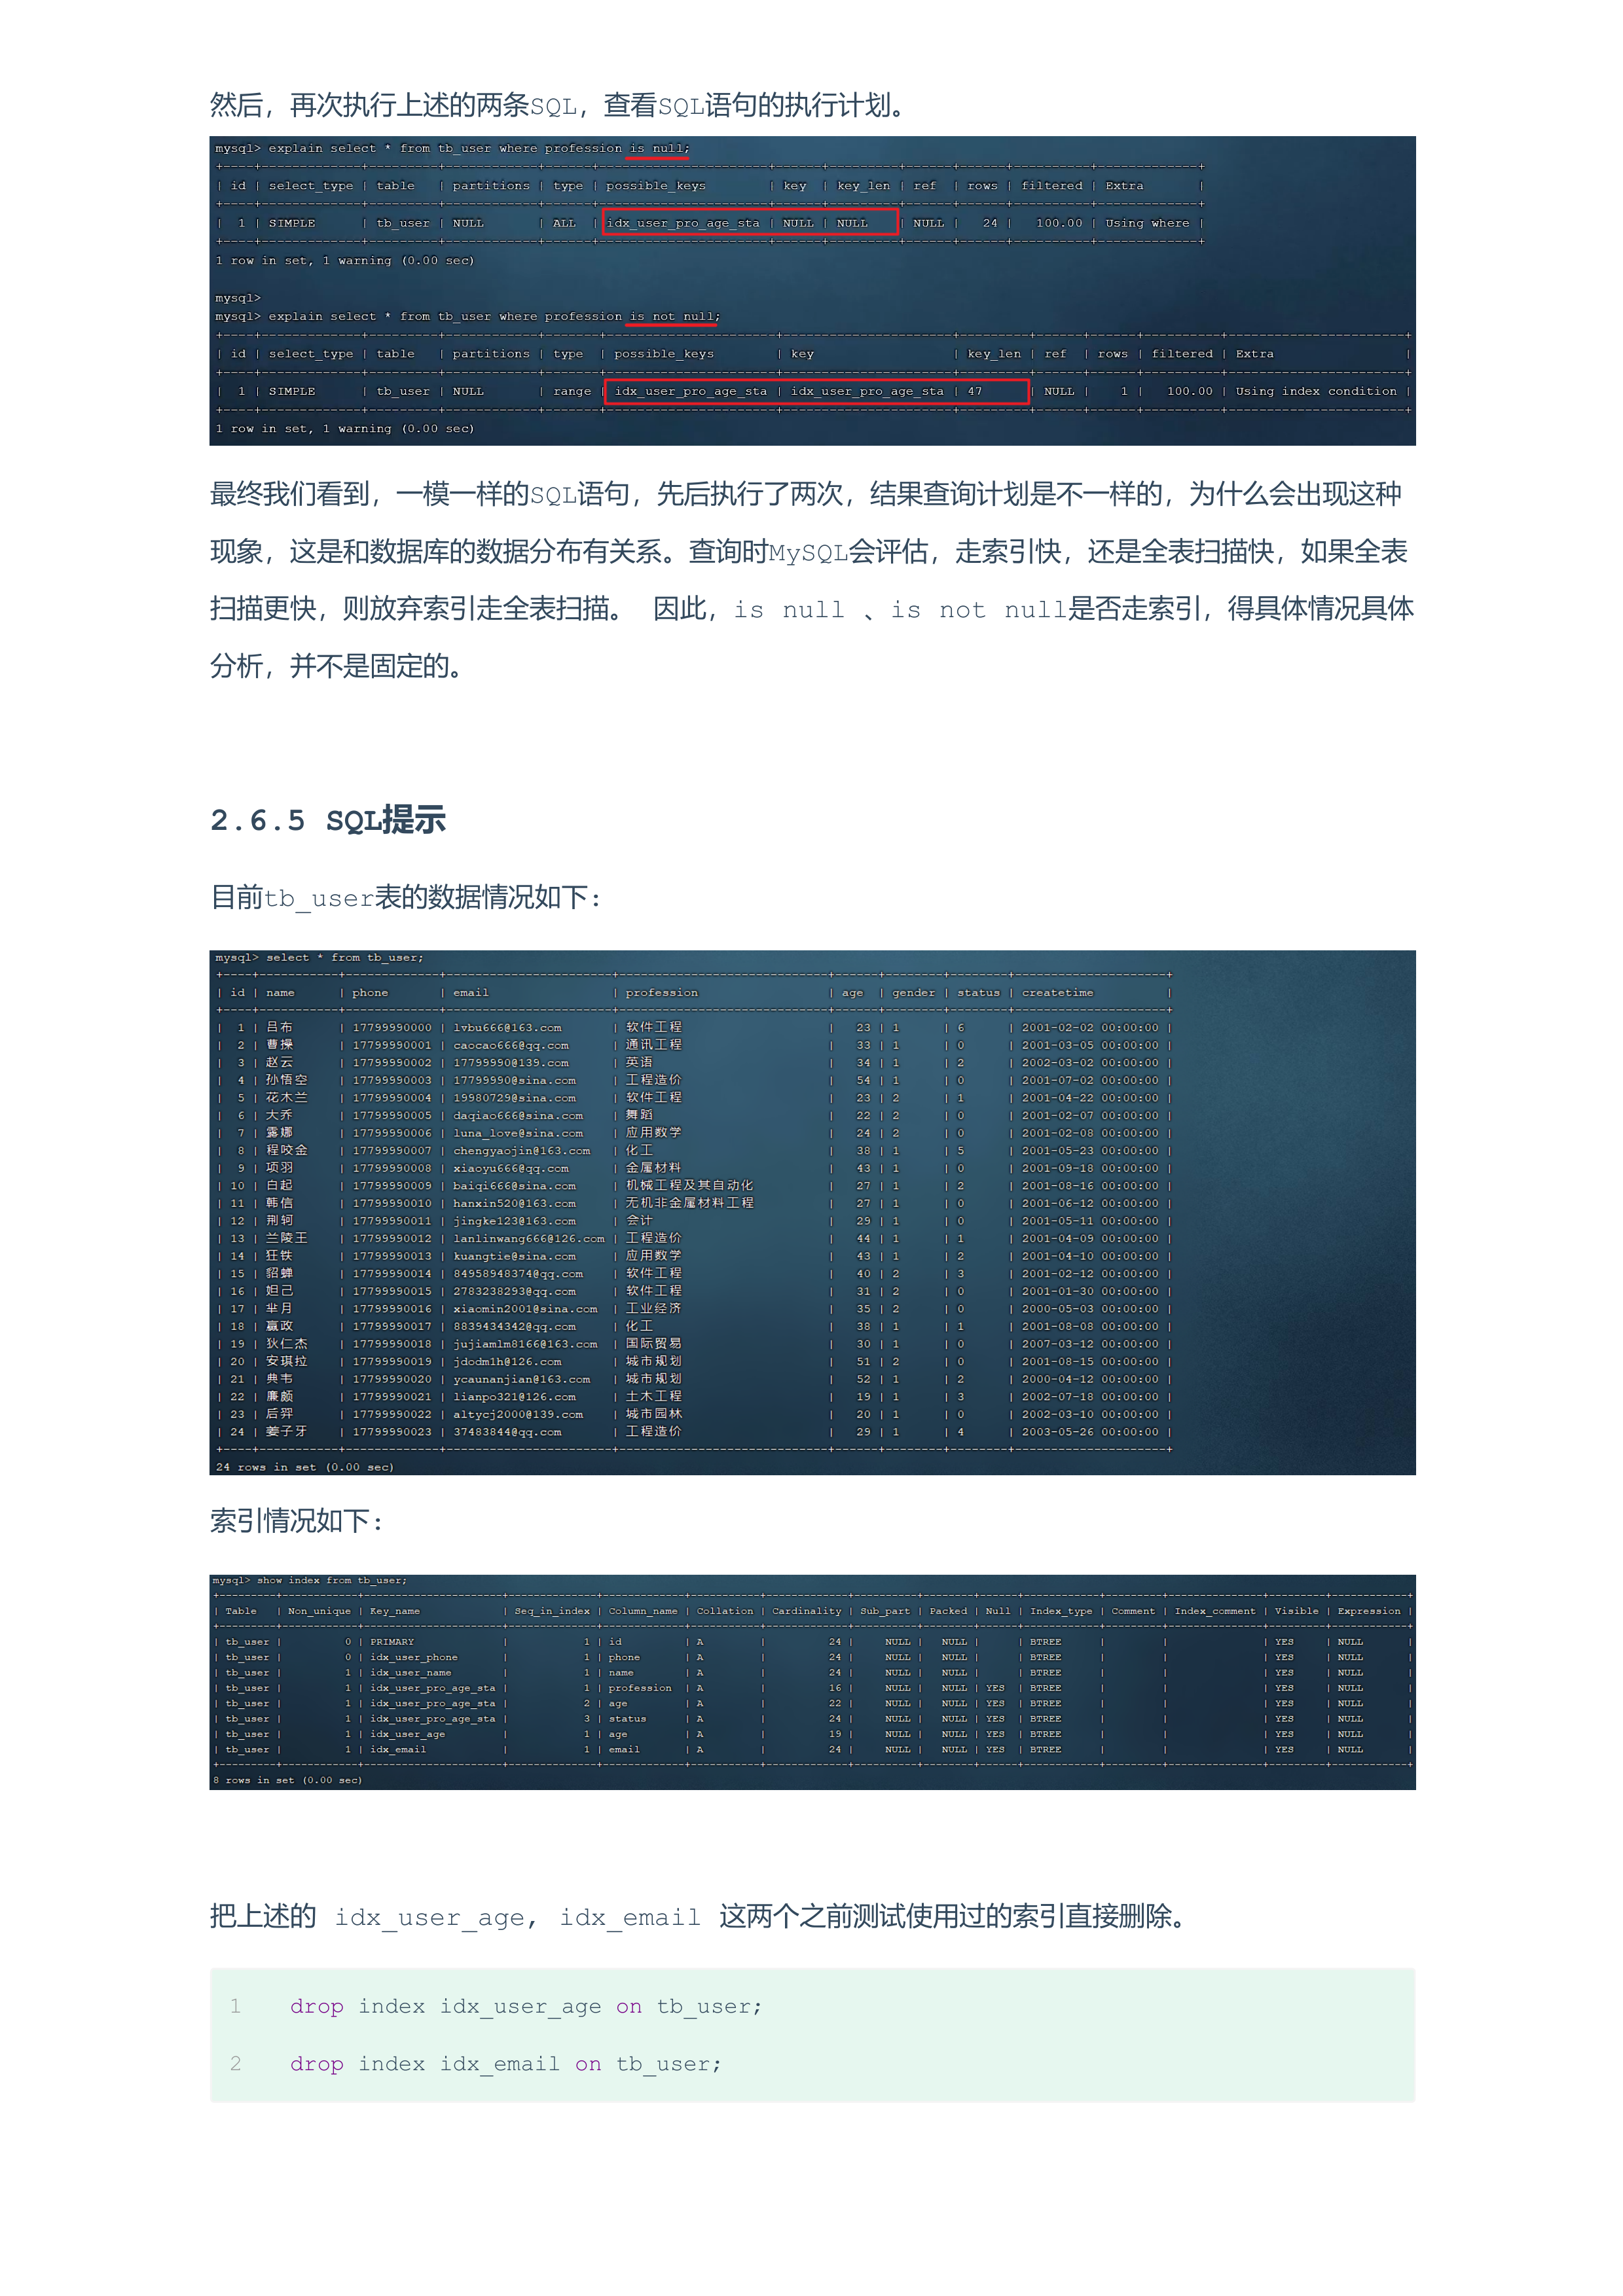 然后，再次执行上述的两条SQL，查看SQL语句的执行计划。
mysql> explain select * from tb_user where profession is null;
+----+-------------+---------+------------+------+----------------------+------+---------+------+------+----------+-------------+
| id | select_type | table | partitions | type | possible_keys | key | key_len | ref | rows | filtered | Extra |
+----+-------------+---------+------------+------+----------------------+------+---------+------+------+----------+-------------+
| 1 | SIMPLE | tb_user | NULL | ALL | idx_user_pro_age_sta | NULL | NULL | NULL | 24 | 100.00 | Using where |
+----+-------------+---------+------------+------+----------------------+------+---------+------+------+----------+-------------+
1 row in set, 1 warning (0.00 sec)
mysql>
mysql> explain select * from tb_user where profession is not null;
+----+-------------+---------+------------+-------+----------------------+----------------------+---------+------+------+----------+-----------------------+
| id | select_type | table | partitions | type | possible_keys | key | key_len | ref | rows | filtered | Extra |
+----+-------------+---------+------------+-------+----------------------+----------------------+---------+------+------+----------+-----------------------+
| 1 | SIMPLE | tb_user | NULL | range | idx_user_pro_age_sta | idx_user_pro_age_sta | 47 | NULL | 1 | 100.00 | Using index condition |
+----+-------------+---------+------------+-------+----------------------+----------------------+---------+------+------+----------+-----------------------+
1 row in set, 1 warning (0.00 sec)
最终我们看到，一模一样的SQL语句，先后执行了两次，结果查询计划是不一样的，为什么会出现这种
现象，这是和数据库的数据分布有关系。查询时MySQL会评估，走索引快，还是全表扫描快，如果全表
扫描更快，则放弃索引走全表扫描。 因此，is null 、is not null是否走索引，得具体情况具体
分析，并不是固定的。
2.6.5 SQL提示
目前tb_user表的数据情况如下：
mysql> select * from tb_user;
+----+-----------+-------------+-----------------------+-----------------------------+------+--------+--------+---------------------+
| id | name | phone | email | profession | age | gender | status | createtime |
+----+-----------+-------------+-----------------------+-----------------------------+------+--------+--------+---------------------+
| 1 | 吕布 | 17799990000 | lvbu666@163.com | 软件工程 | 23 | 1 | 6 | 2001-02-02 00:00:00 |
| 2 | 曹操 | 17799990001 | caocao666@qq.com | 通讯工程 | 33 | 1 | 0 | 2001-03-05 00:00:00 |
| 3 | 赵云 | 17799990002 | 17799990@139.com | 英语 | 34 | 1 | 2 | 2002-03-02 00:00:00 |
| 4 | 孙悟空 | 17799990003 | 17799990@sina.com | 工程造价 | 54 | 1 | 0 | 2001-07-02 00:00:00 |
| 5 | 花木兰 | 17799990004 | 19980729@sina.com | 软件工程 | 23 | 2 | 1 | 2001-04-22 00:00:00 |
| 6 | 大乔 | 17799990005 | daqiao666@sina.com | 舞蹈 | 22 | 2 | 0 | 2001-02-07 00:00:00 |
| 7 | 露娜 | 17799990006 | luna_love@sina.com | 应用数学 | 24 | 2 | 0 | 2001-02-08 00:00:00 |
| 8 | 程咬金 | 17799990007 | chengyaojin@163.com | 化工 | 38 | 1 | 5 | 2001-05-23 00:00:00 |
| 9 | 项羽 | 17799990008 | xiaoyu666@qq.com | 金属材料 | 43 | 1 | 0 | 2001-09-18 00:00:00 |
| 10 | 白起 | 17799990009 | baiqi666@sina.com | 机械工程及其自动化 | 27 | 1 | 2 | 2001-08-16 00:00:00 |
| 11 | 韩信 | 17799990010 | hanxin520@163.com | 无机非金属材料工程 | 27 | 1 | 0 | 2001-06-12 00:00:00 |
| 12 | 荆轲 | 17799990011 | jingke123@163.com | 会计 | 29 | 1 | 0 | 2001-05-11 00:00:00 |
| 13 | 兰陵王 | 17799990012 | lanlinwang666@126.com | 工程造价 | 44 | 1 | 1 | 2001-04-09 00:00:00 |
| 14 | 狂铁 | 17799990013 | kuangtie@sina.com | 应用数学 | 43 | 1 | 2 | 2001-04-10 00:00:00 |
| 15 | 貂蝉 | 17799990014 | 84958948374@qq.com | 软件工程 | 40 | 2 | 3 | 2001-02-12 00:00:00 |
| 16 | 妲己 | 17799990015 | 2783238293@qq.com | 软件工程 | 31 | 2 | 0 | 2001-01-30 00:00:00 |
| 17 | 芈月 | 17799990016 | xiaomin2001@sina.com | 工业经济 | 35 | 2 | 0 | 2000-05-03 00:00:00 |
| 18 | 嬴政 | 17799990017 | 8839434342@qq.com | 化工 | 38 | 1 | 1 | 2001-08-08 00:00:00 |
| 19 | 狄仁杰 | 17799990018 | jujiamlm8166@163.com | 国际贸易 | 30 | 1 | 0 | 2007-03-12 00:00:00 |
| 20 | 安琪拉 | 17799990019 | jdodm1h@126.com | 城市规划 | 51 | 2 | 0 | 2001-08-15 00:00:00 |
| 21 | 典韦 | 17799990020 | ycaunanjian@163.com | 城市规划 | 52 | 1 | 2 | 2000-04-12 00:00:00 |
| 22 | 廉颇 | 17799990021 | lianpo321@126.com | 土木工程 | 19 | 1 | 3 | 2002-07-18 00:00:00 |
| 23 | 后羿 | 17799990022 | altycj2000@139.com | 城市园林 | 20 | 1 | 0 | 2002-03-10 00:00:00 |
| 24 | 姜子牙 | 17799990023 | 37483844@qq.com | 工程造价 | 29 | 1 | 4 | 2003-05-26 00:00:00 |
+----+-----------+-------------+-----------------------+-----------------------------+------+--------+--------+---------------------+
24 rows in set (0.00 sec)
索引情况如下：
mysql> show index from tb_user;
+---------+------------+----------------------+--------------+-------------+-----------+-------------+----------+--------+------+------------+---------+---------------+---------+------------+
| Table | Non_unique | Key_name | Seq_in_index | Column_name | Collation | Cardinality | Sub_part | Packed | Null | Index_type | Comment | Index_comment | Visible | Expression |
+---------+------------+----------------------+--------------+-------------+-----------+-------------+----------+--------+------+------------+---------+---------------+---------+------------+
| tb_user | 0 | PRIMARY | 1 | id | A | 24 | NULL | NULL | | BTREE | | | YES | NULL |
| tb_user | 0 | idx_user_phone | 1 | phone | A | 24 | NULL | NULL | | BTREE | | | YES | NULL |
| tb_user | 1 | idx_user_name | 1 | name | A | 24 | NULL | NULL | | BTREE | | | YES | NULL |
| tb_user | 1 | idx_user_pro_age_sta | 1 | profession | A | 16 | NULL | NULL | YES | BTREE | | | YES | NULL |
| tb_user | 1 | idx_user_pro_age_sta | 2 | age | A | 22 | NULL | NULL | YES | BTREE | | | YES | NULL |
| tb_user | 1 | idx_user_pro_age_sta | 3 | status | A | 24 | NULL | NULL | YES | BTREE | | | YES | NULL |
| tb_user | 1 | idx_user_age | 1 | age | A | 19 | NULL | NULL | YES | BTREE | | | YES | NULL |
| tb_user | 1 | idx_email | 1 | email | A | 24 | NULL | NULL | YES | BTREE | | | YES | NULL |
+---------+------------+----------------------+--------------+-------------+-----------+-------------+----------+--------+------+------------+---------+---------------+---------+------------+
8 rows in set (0.00 sec)
把上述的 idx_user_age, idx_email 这两个之前测试使用过的索引直接删除。
1 drop index idx_user_age on tb_user;
2 drop index idx_email on tb_user;